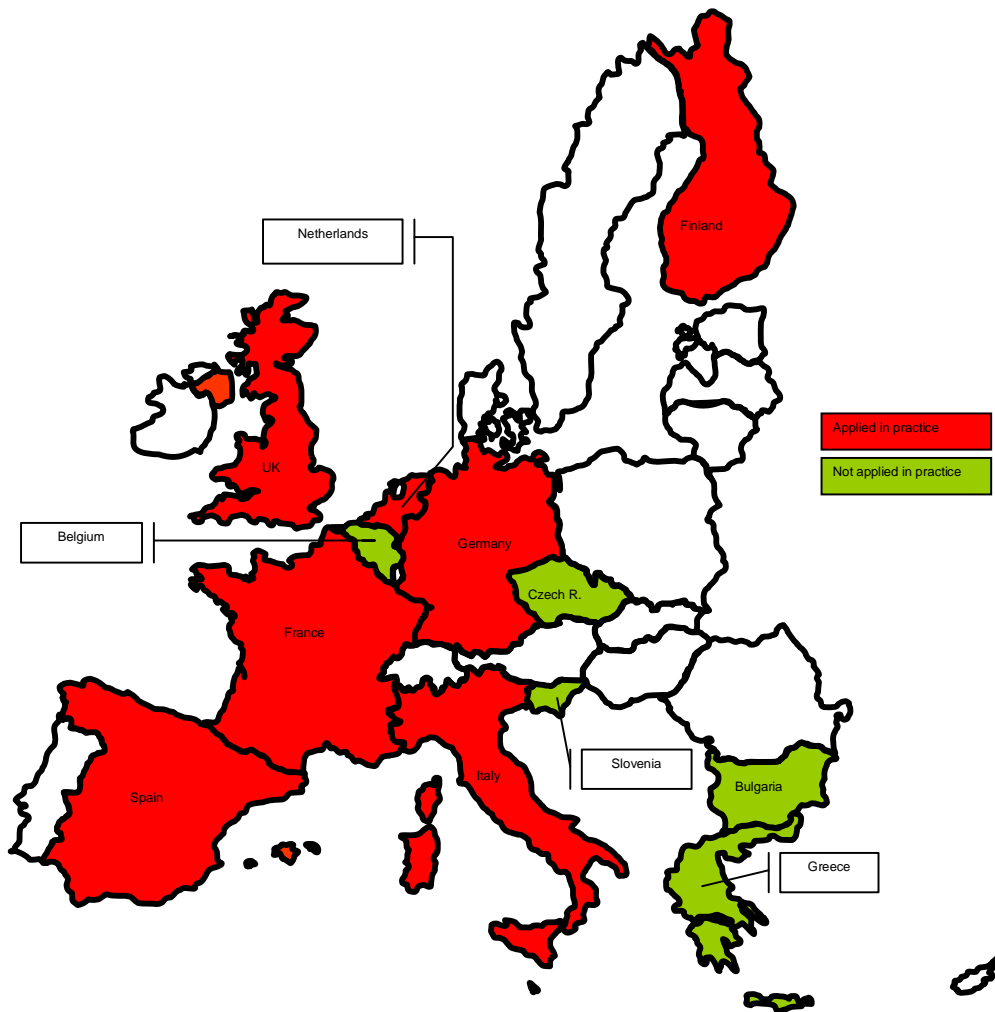 Finland
Netherlands
Applied in practice
UK
Not applied in practice
Belgium
Germany
Czech R.
France
Slovenia
Italy
Bulgaria
Spain
Greece